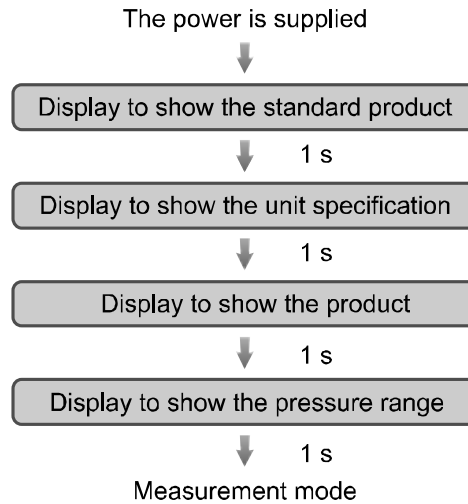 The power is supplied
Display to show the standard product
1 s
Display to show the unit specification
1 s
Display to show the product
1 s
Display to show the pressure range
1 s
Measurement mode